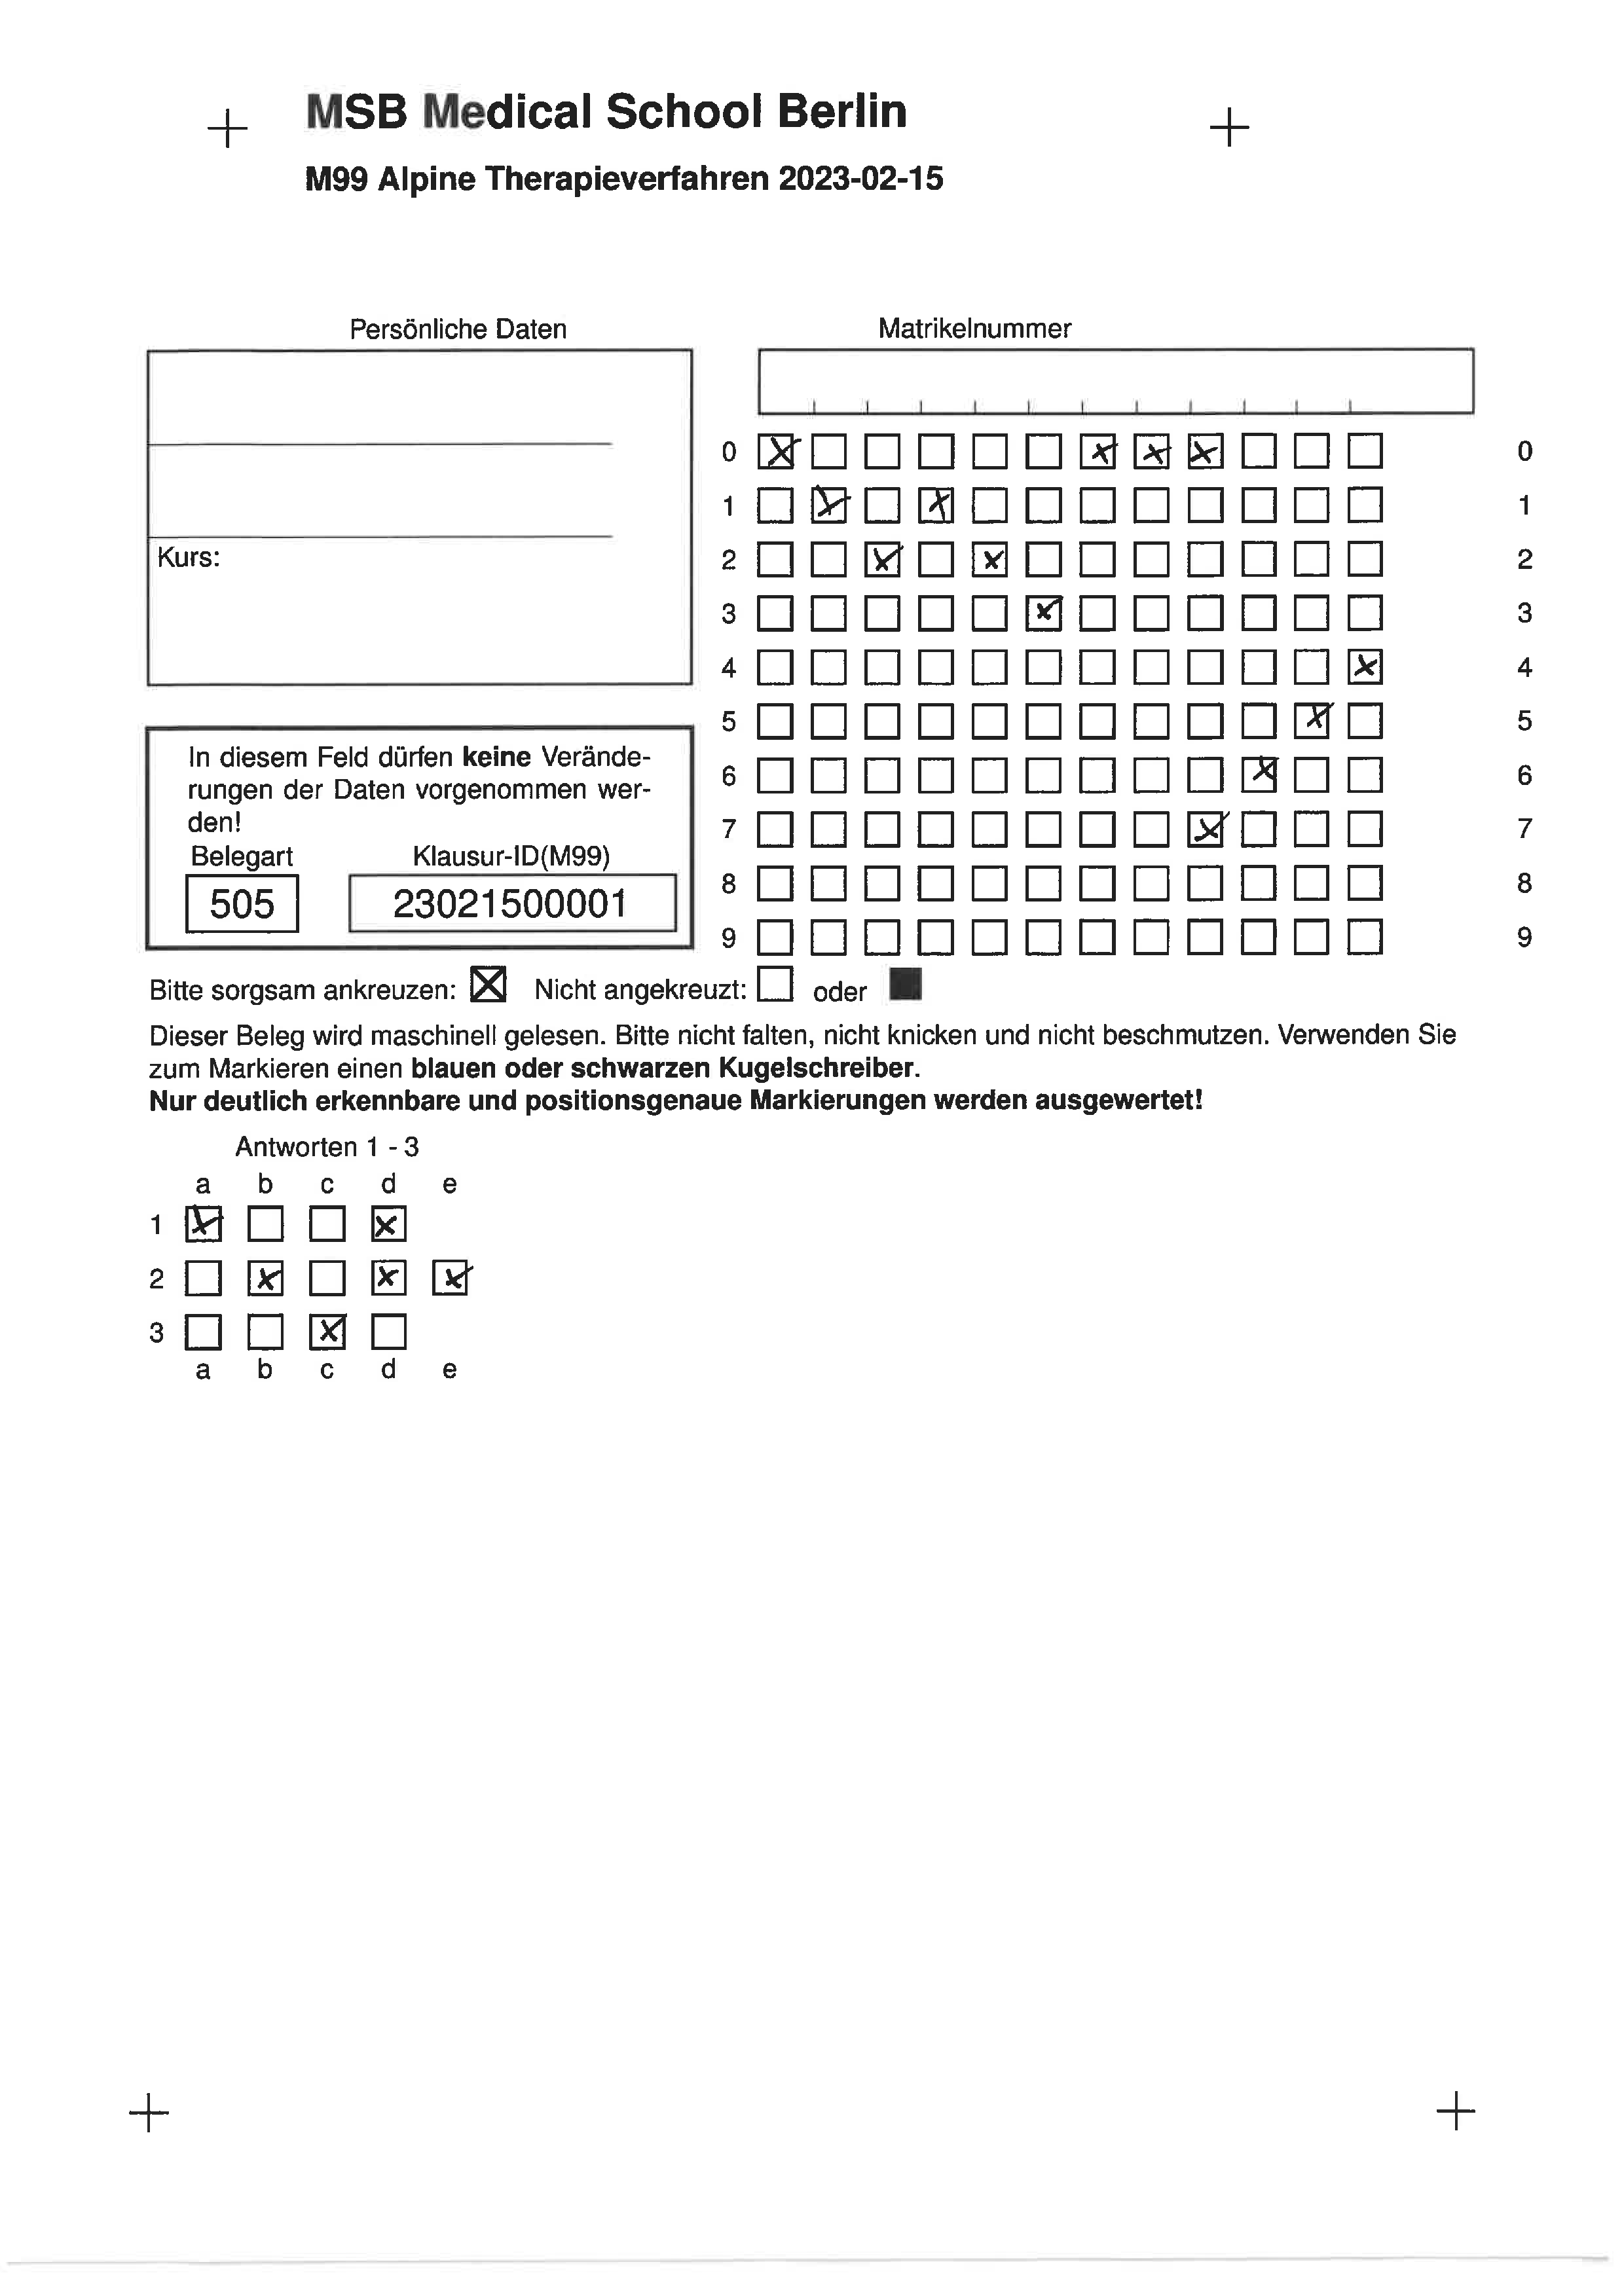 MSB Medical School Berlin
M99 Alpine Therapieverfahren 2023-02-15
Persönliche Daten
Matrikelnummer
Kurs:
0 0
1 1
2 2
3 3
4 4
5 5
6 6
7 7
8 8
9 9
In diesem Feld dürfen keine Verände-
rungen der Daten vorgenommen wer-
den!
Belegart Klausur-ID(M99)
505 23021500001
Bitte sorgsam ankreuzen: Nicht angekreuzt: oder
Dieser Beleg wird maschinell gelesen. Bitte nicht falten, nicht knicken und nicht beschmutzen. Verwenden Sie
zum Markieren einen blauen oder schwarzen Kugelschreiber.
Nur deutlich erkennbare und positionsgenaue Markierungen werden ausgewertet!
Antworten 1 - 3
a b c d e
1
2
3
a b c d e